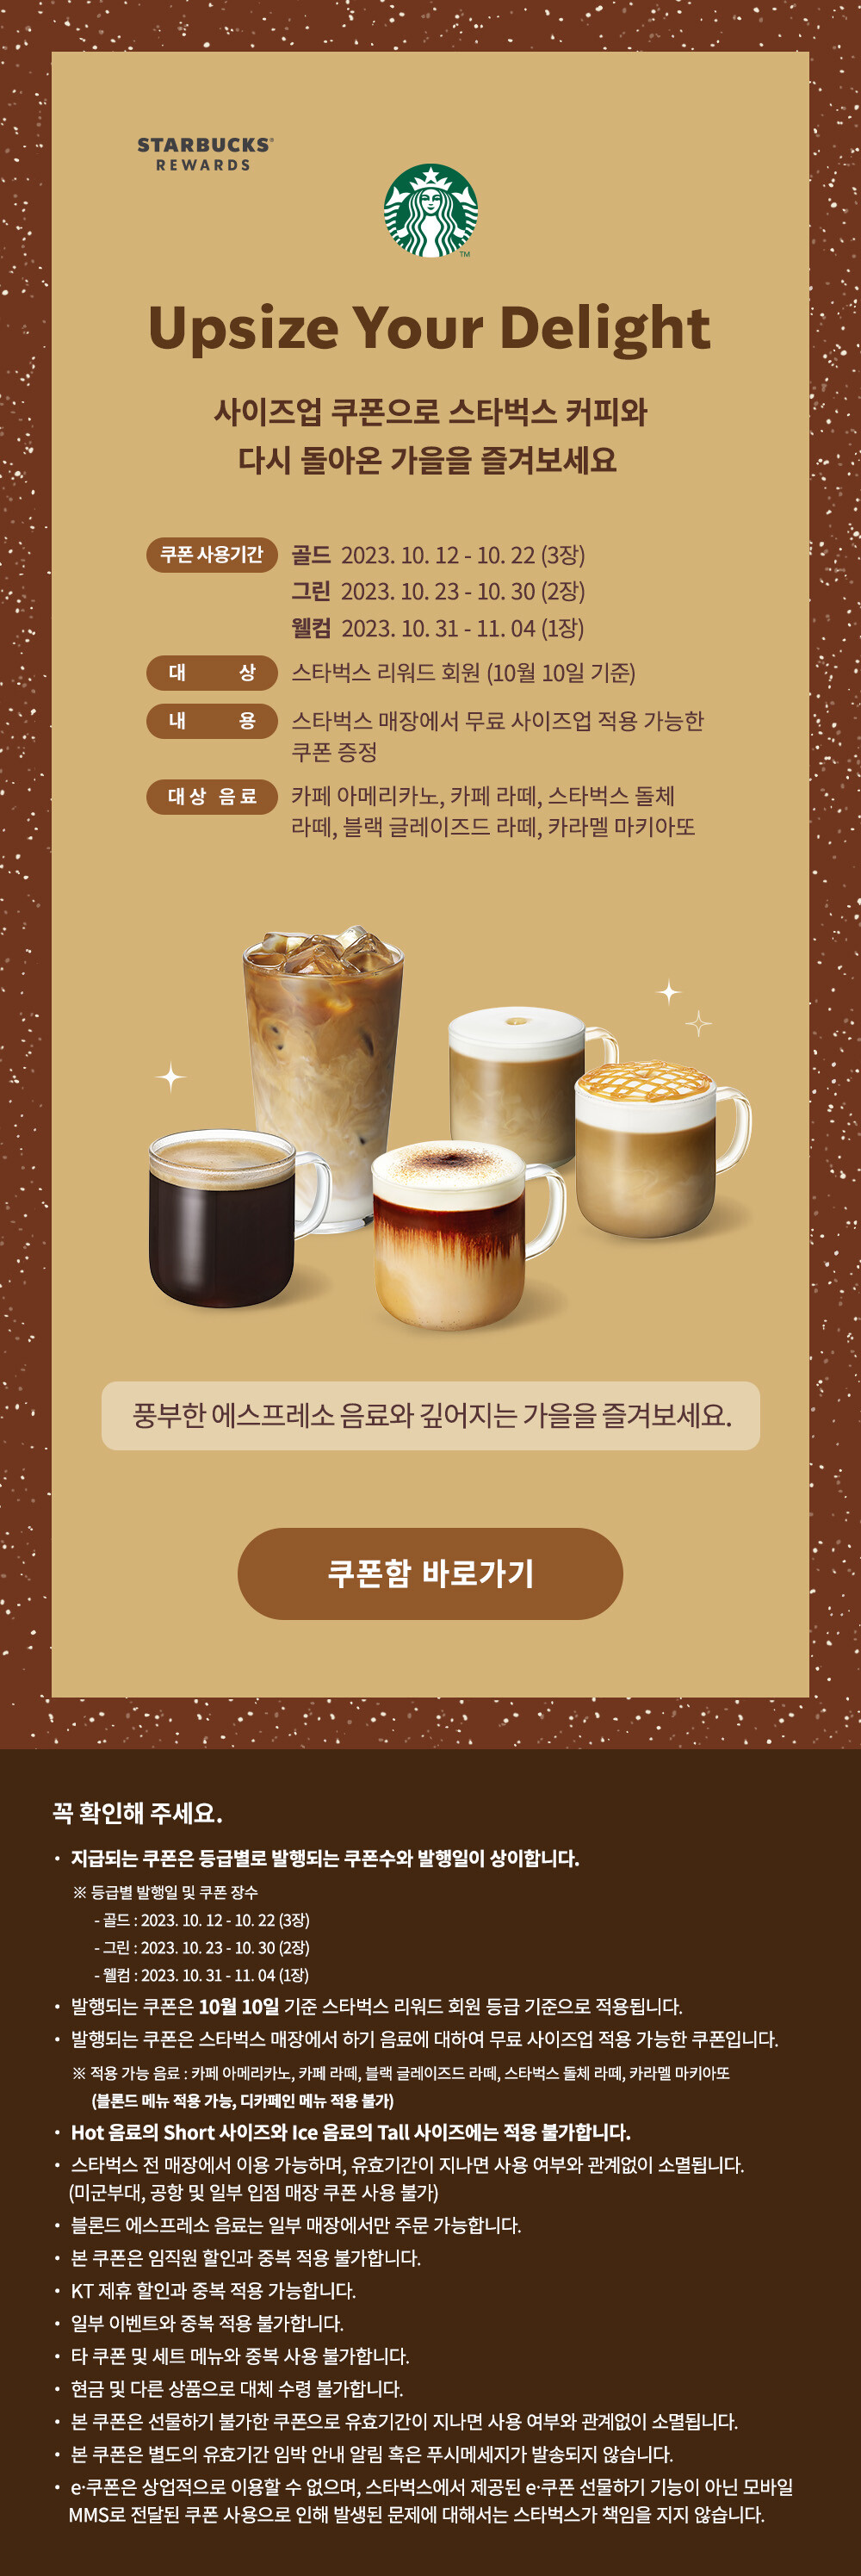 STARBUCKS®
REWARDS
TM
Upsize Your Delight
사이즈업 쿠폰으로 스타벅스 커피와
다시 돌아온 가을을 즐겨보세요
쿠폰 사용기간 골드 2023. 10. 12 - 10. 22 (3장)
그린 2023. 10. 23 - 10. 30 (2장)
웰컴 2023. 10. 31 - 11. 04 (1장)
대 상 스타벅스 리워드 회원 (10월 10일 기준)
내 용 스타벅스 매장에서 무료 사이즈업 적용 가능한
쿠폰 증정
대상 음료 카페 아메리카노, 카페 라떼, 스타벅스 돌체
라떼, 블랙 글레이즈드 라떼, 카라멜 마키아또
풍부한 에스프레소 음료와 깊어지는 가을을 즐겨보세요.
쿠폰함 바로가기
꼭 확인해 주세요.
• 지급되는 쿠폰은 등급별로 발행되는 쿠폰수와 발행일이 상이합니다.
※ 등급별 발행일 및 쿠폰 장수
- 골드 : 2023. 10. 12 - 10. 22 (3장)
- 그린 : 2023. 10. 23 - 10. 30 (2장)
- 웰컴 : 2023. 10. 31 - 11. 04 (1장)
• 발행되는 쿠폰은 10월 10일 기준 스타벅스 리워드 회원 등급 기준으로 적용됩니다.
• 발행되는 쿠폰은 스타벅스 매장에서 하기 음료에 대하여 무료 사이즈업 적용 가능한 쿠폰입니다.
※ 적용 가능 음료 : 카페 아메리카노, 카페 라떼, 블랙 글레이즈드 라떼, 스타벅스 돌체 라떼, 카라멜 마키아또
(블론드 메뉴 적용 가능, 디카페인 메뉴 적용 불가)
• Hot 음료의 Short 사이즈와 Ice 음료의 Tall 사이즈에는 적용 불가합니다.
• 스타벅스 전 매장에서 이용 가능하며, 유효기간이 지나면 사용 여부와 관계없이 소멸됩니다.
(미군부대, 공항 및 일부 입점 매장 쿠폰 사용 불가)
• 블론드 에스프레소 음료는 일부 매장에서만 주문 가능합니다.
• 본 쿠폰은 임직원 할인과 중복 적용 불가합니다.
• KT 제휴 할인과 중복 적용 가능합니다.
• 일부 이벤트와 중복 적용 불가합니다.
• 타 쿠폰 및 세트 메뉴와 중복 사용 불가합니다.
• 현금 및 다른 상품으로 대체 수령 불가합니다.
• 본 쿠폰은 선물하기 불가한 쿠폰으로 유효기간이 지나면 사용 여부와 관계없이 소멸됩니다.
• 본 쿠폰은 별도의 유효기간 임박 안내 알림 혹은 푸시메세지가 발송되지 않습니다.
• e·쿠폰은 상업적으로 이용할 수 없으며, 스타벅스에서 제공된 e·쿠폰 선물하기 기능이 아닌 모바일
MMS로 전달된 쿠폰 사용으로 인해 발생된 문제에 대해서는 스타벅스가 책임을 지지 않습니다.